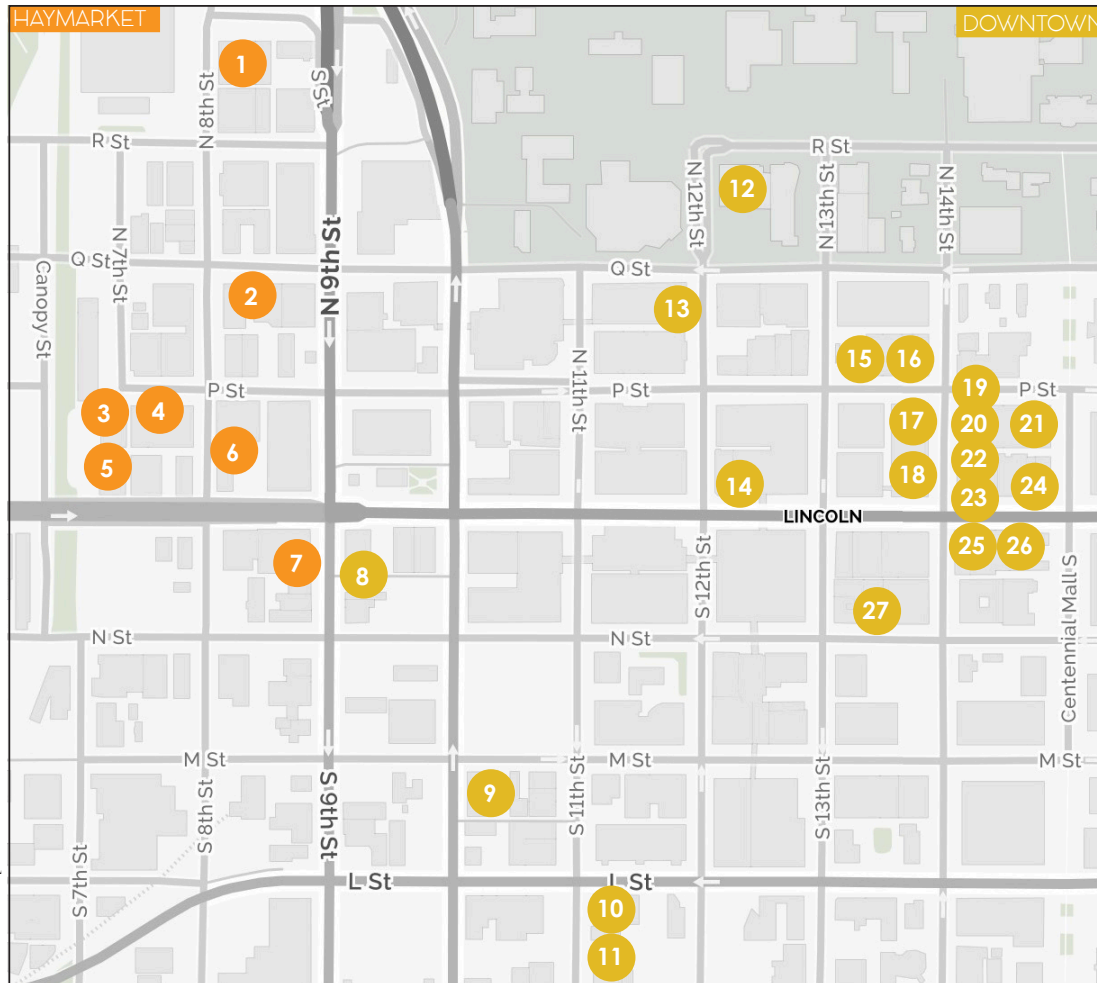 HAYMARKET
DOWNTOWN
1
S St
N 8th St
R St
R St
12
N 12th St
N 13th St
N 14th St
N 7th St
N 9th St
Q St
Q St
Canopy St
2
13
N 11th St
15
16
P St
P St
19
P St
3
4
17
20
21
6
5
22
18
14
24
23
LINCOLN
7
8
25
26
S 12th St
27
N St
N St
Centennial Mall S
M St
M St
M St
S 8th St
S 9th St
9
S 11th St
S 13th St
S 7th St
L St
L St
10
11